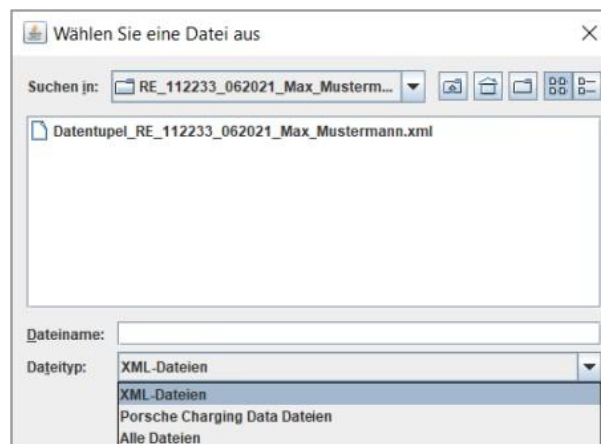 Wählen Sie eine Datei aus
Suchen in: RE_112233_062021_Max_Musterm...
Datentupel_RE_112233_062021_Max_Mustermann.xml
Dateiname:
Dateityp: XML-Dateien
XML-Dateien
Porsche Charging Data Dateien
Alle Dateien